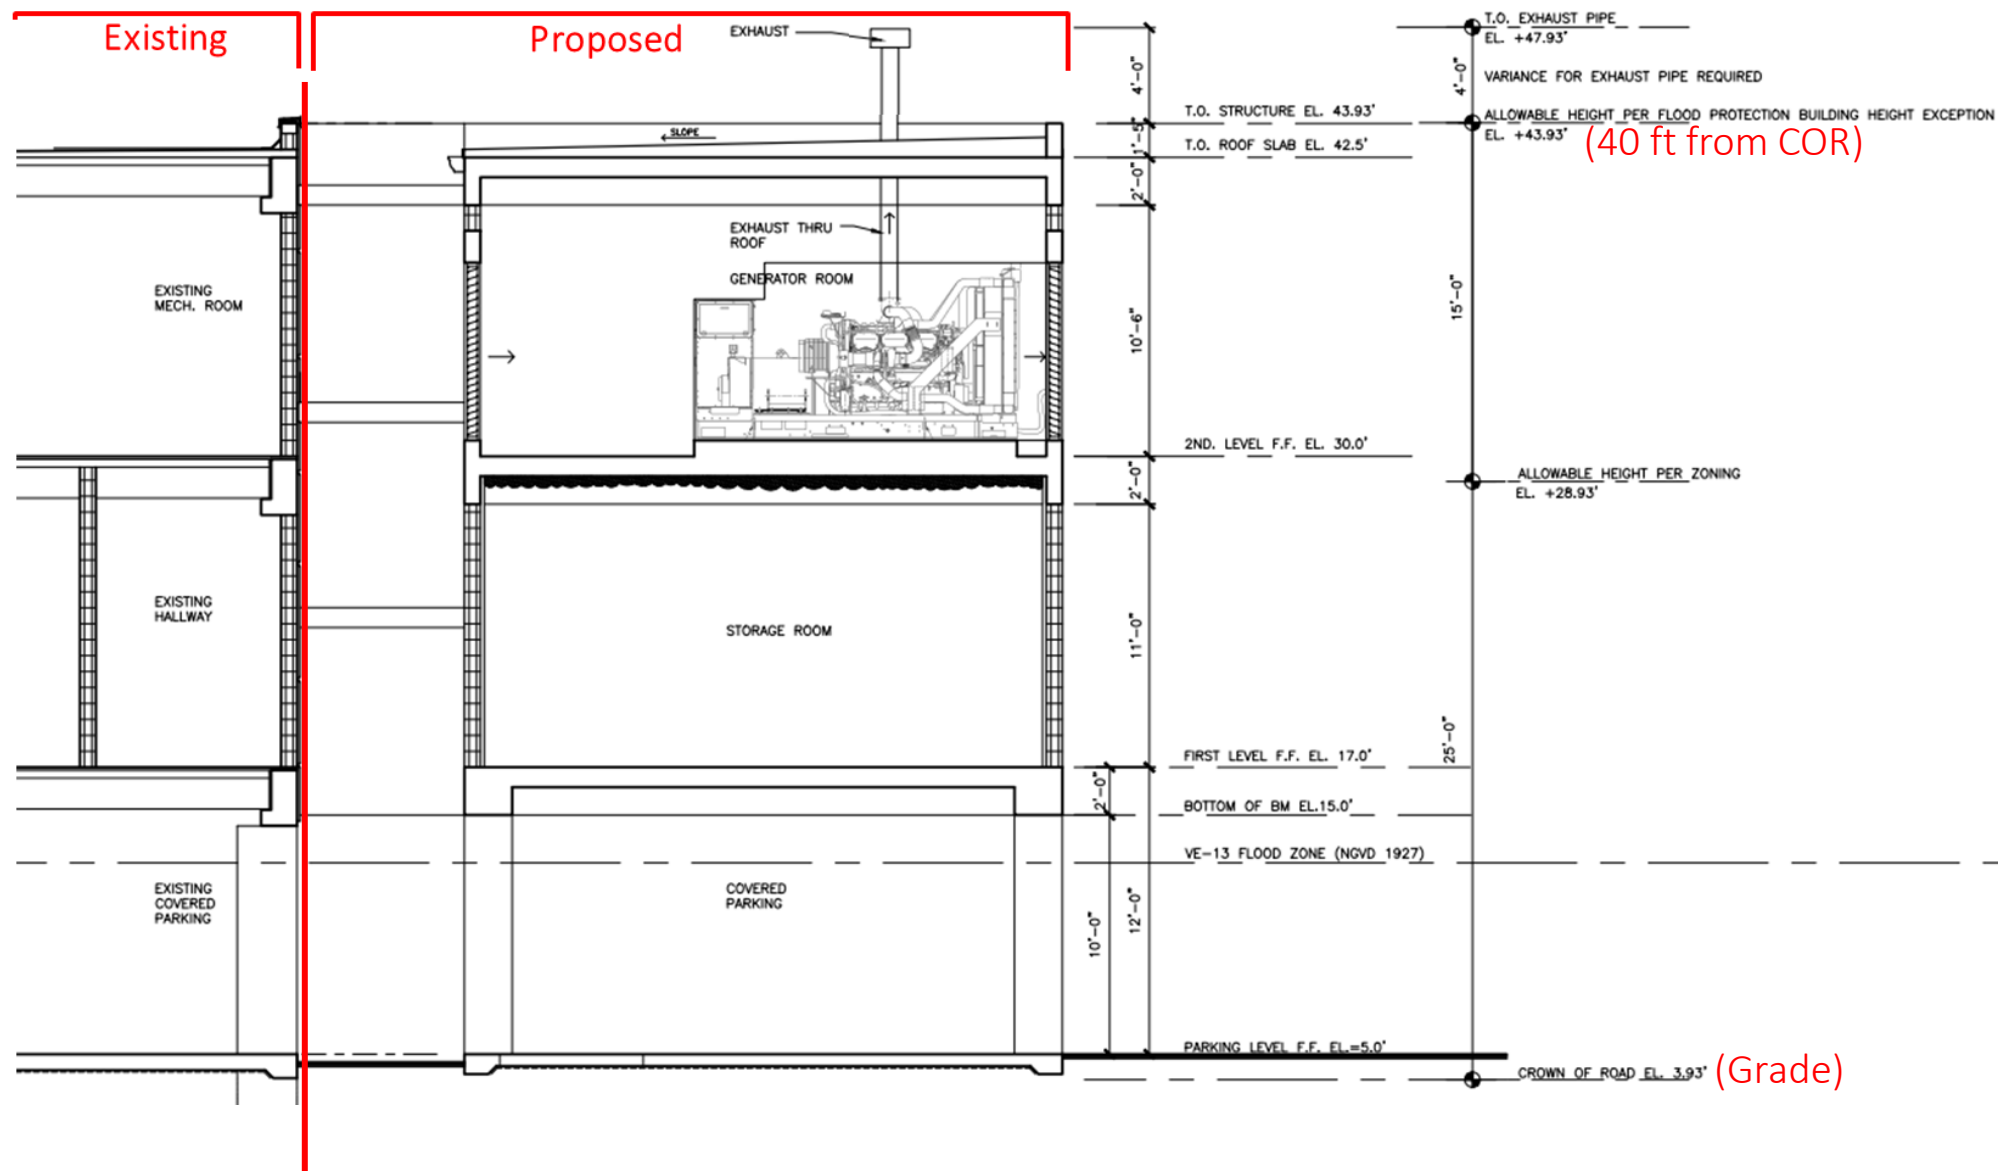 Existing
Proposed
EXHAUST
T.O. EXHAUST PIPE
EL. +47.93'
4'-0"
4'-0"
VARIANCE FOR EXHAUST PIPE REQUIRED
T.O. STRUCTURE EL. 43.93'
ALLOWABLE HEIGHT PER FLOOD PROTECTION BUILDING HEIGHT EXCEPTION
EL. +43.93'
(40 ft from COR)
SLOPE
1'-5"
T.O. ROOF SLAB EL. 42.5'
2'-0"
EXHAUST THRU
ROOF
GENERATOR ROOM
EXISTING
MECH. ROOM
10'-6"
15'-0"
2ND. LEVEL F.F. EL. 30.0'
2'-0"
ALLOWABLE HEIGHT PER ZONING
EL. +28.93'
EXISTING
HALLWAY
STORAGE ROOM
11'-0"
25'-0"
FIRST LEVEL F.F. EL. 17.0'
2'-0"
BOTTOM OF BM EL.15.0'
VE-13 FLOOD ZONE (NGVD 1927)
EXISTING
COVERED
PARKING
COVERED
PARKING
10'-0"
12'-0"
PARKING LEVEL F.F. EL.=5.0'
CROWN OF ROAD EL. 3.93'
(Grade)